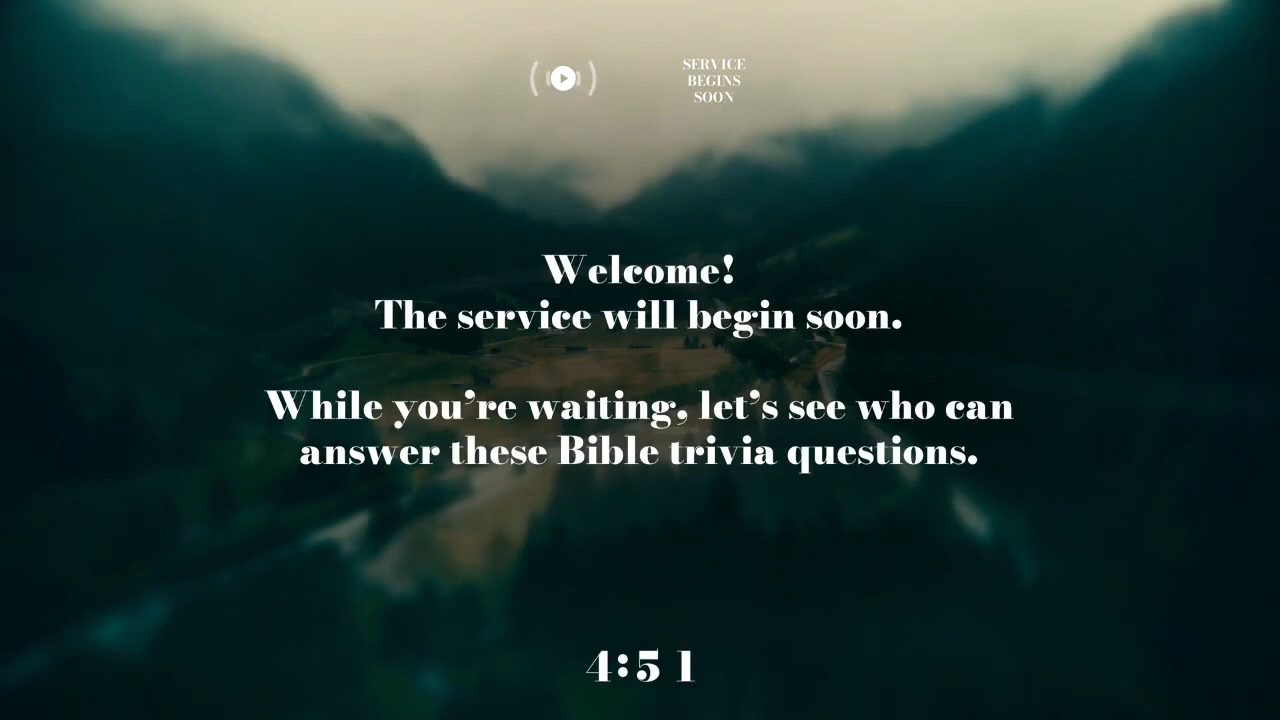 SERVICE
BEGINS
SOON
Welcome!
The service will begin soon.
While you’re waiting, let’s see who can
answer these Bible trivia questions.
4:51